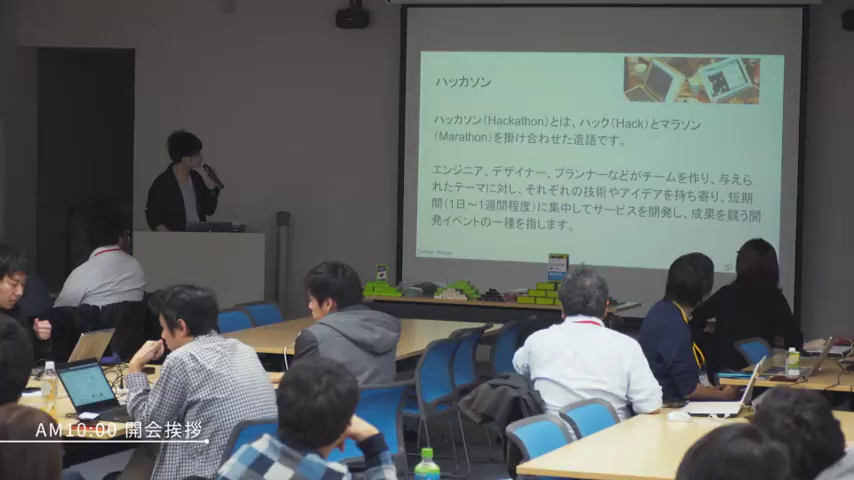 ハッカソン
ハッカソン（Hackathon）とは、ハック（Hack）とマラソン
（Marathon）を掛け合わせた造語です。
エンジニア、デザイナー、プランナーなどがチームを作り、与えら
れたテーマに対し、それぞれの技術やアイデアを持ち寄り、短期
間（1日～1週間程度）に集中してサービスを開発し、成果を競う開
発イベントの一種を指します。
AM10:00 開会挨拶